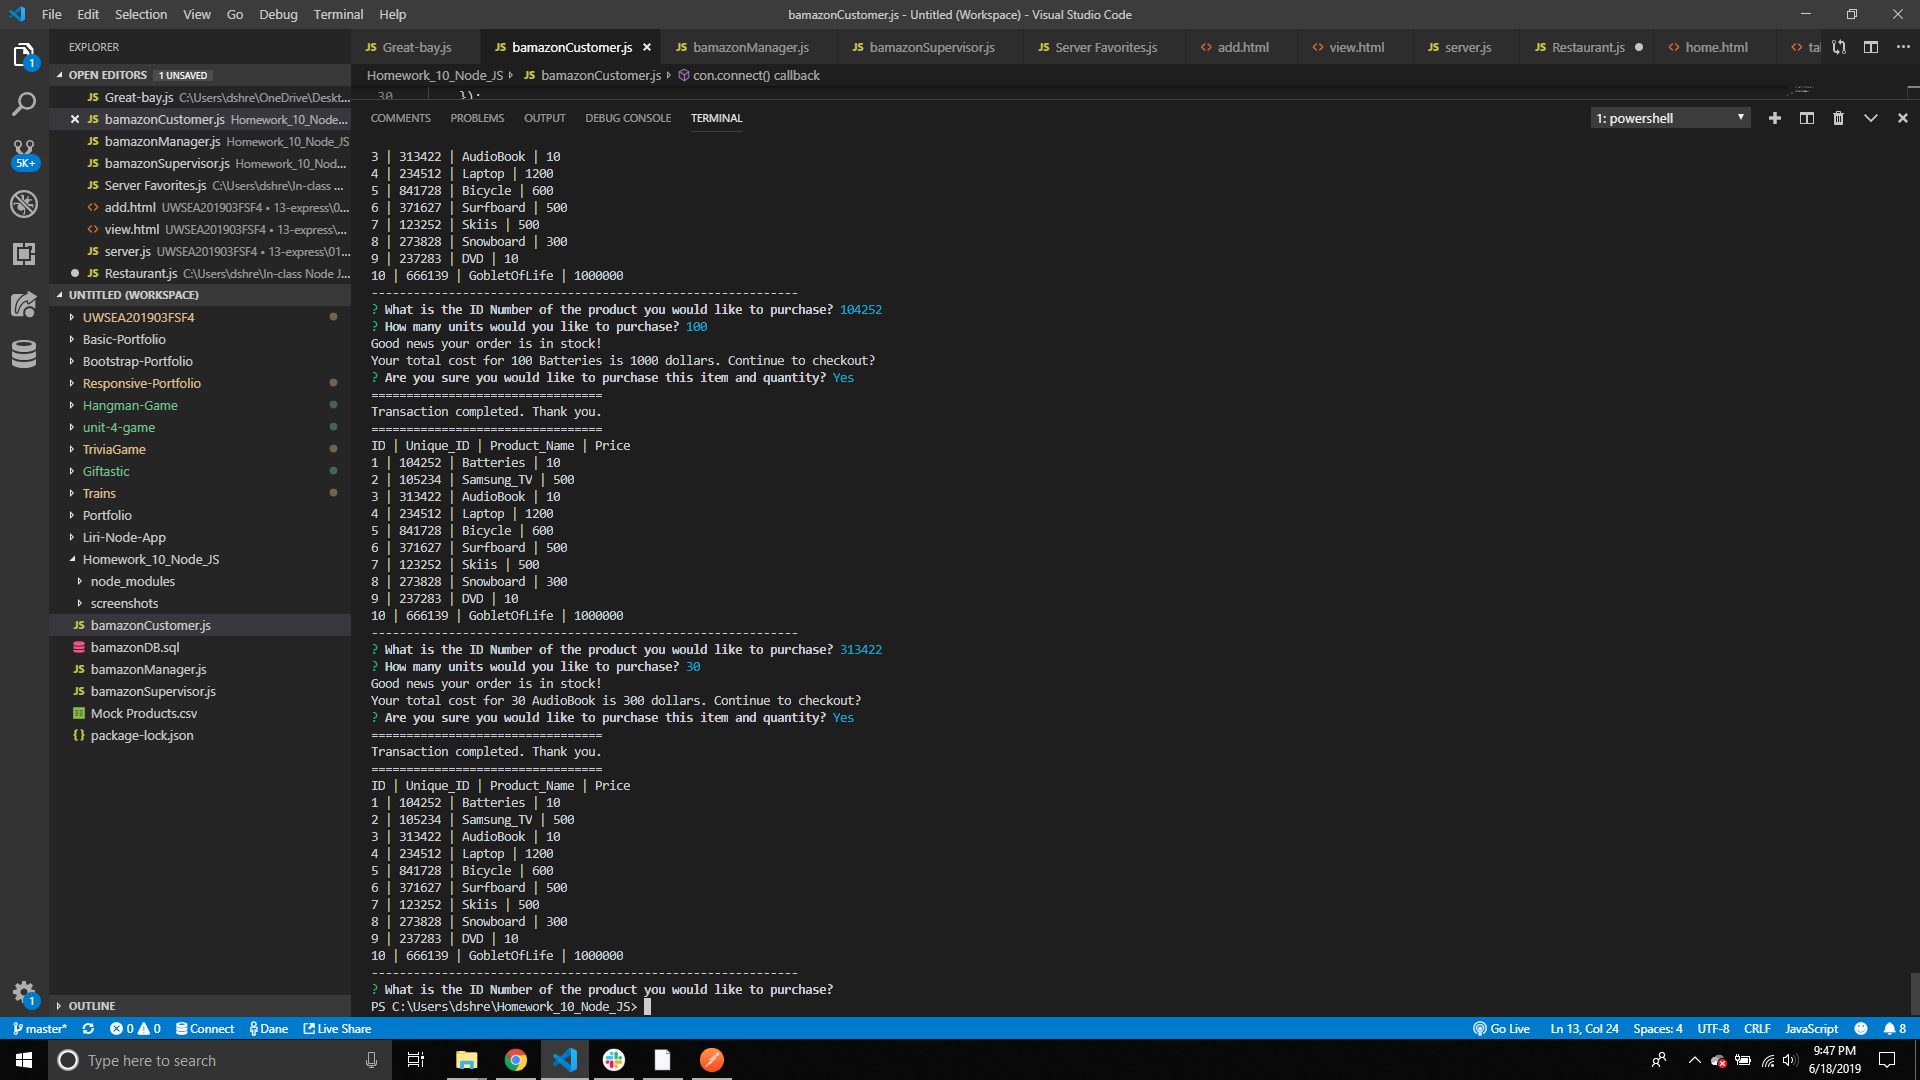 File Edit Selection View Go Debug Terminal Help
bamazonCustomer.js - Untitled (Workspace) - Visual Studio Code
EXPLORER
JS Great-bay.js JS bamazonCustomer.js JS bamazonManager.js JS bamazonSupervisor.js JS Server Favorites.js <> add.html <> view.html JS server.js JS Restaurant.js <> home.html <> ta
OPEN EDITORS 1 UNSAVED
JS Great-bay.js C:\Users\dshre\OneDrive\Deskt...
JS bamazonCustomer.js Homework_10_Node...
JS bamazonManager.js Homework_10_Node_JS
JS bamazonSupervisor.js Homework_10_Nod...
JS Server Favorites.js C:\Users\dshre\In-class ...
<> add.html UWSEA201903FSF4 • 13-express\0...
<> view.html UWSEA201903FSF4 • 13-express\...
JS server.js UWSEA201903FSF4 • 13-express\01...
JS Restaurant.js C:\Users\dshre\In-class Node J...
UNTITLED (WORKSPACE)
UWSEA201903FSF4
Basic-Portfolio
Bootstrap-Portfolio
Responsive-Portfolio
Hangman-Game
unit-4-game
TriviaGame
Giftastic
Trains
Portfolio
Liri-Node-App
Homework_10_Node_JS
node_modules
screenshots
JS bamazonCustomer.js
bamazonDB.sql
JS bamazonManager.js
JS bamazonSupervisor.js
Mock Products.csv
{} package-lock.json
OUTLINE
1
5K+
1
Homework_10_Node_JS JS bamazonCustomer.js con.connect() callback
30 });
COMMENTS PROBLEMS OUTPUT DEBUG CONSOLE TERMINAL
1: powershell
3 | 313422 | AudioBook | 10
4 | 234512 | Laptop | 1200
5 | 841728 | Bicycle | 600
6 | 371627 | Surfboard | 500
7 | 123252 | Skiis | 500
8 | 273828 | Snowboard | 300
9 | 237283 | DVD | 10
10 | 666139 | GobletOfLife | 1000000
-------------------------------------------------------------
? What is the ID Number of the product you would like to purchase? 104252
? How many units would you like to purchase? 100
Good news your order is in stock!
Your total cost for 100 Batteries is 1000 dollars. Continue to checkout?
? Are you sure you would like to purchase this item and quantity? Yes
=================================
Transaction completed. Thank you.
=================================
ID | Unique_ID | Product_Name | Price
1 | 104252 | Batteries | 10
2 | 105234 | Samsung_TV | 500
3 | 313422 | AudioBook | 10
4 | 234512 | Laptop | 1200
5 | 841728 | Bicycle | 600
6 | 371627 | Surfboard | 500
7 | 123252 | Skiis | 500
8 | 273828 | Snowboard | 300
9 | 237283 | DVD | 10
10 | 666139 | GobletOfLife | 1000000
-------------------------------------------------------------
? What is the ID Number of the product you would like to purchase? 313422
? How many units would you like to purchase? 30
Good news your order is in stock!
Your total cost for 30 AudioBook is 300 dollars. Continue to checkout?
? Are you sure you would like to purchase this item and quantity? Yes
=================================
Transaction completed. Thank you.
=================================
ID | Unique_ID | Product_Name | Price
1 | 104252 | Batteries | 10
2 | 105234 | Samsung_TV | 500
3 | 313422 | AudioBook | 10
4 | 234512 | Laptop | 1200
5 | 841728 | Bicycle | 600
6 | 371627 | Surfboard | 500
7 | 123252 | Skiis | 500
8 | 273828 | Snowboard | 300
9 | 237283 | DVD | 10
10 | 666139 | GobletOfLife | 1000000
-------------------------------------------------------------
? What is the ID Number of the product you would like to purchase?
PS C:\Users\dshre\Homework_10_Node_JS>
master* 0 0 Connect Dane Live Share
Go Live Ln 13, Col 24 Spaces: 4 UTF-8 CRLF JavaScript 8
Type here to search
9:47 PM
6/18/2019